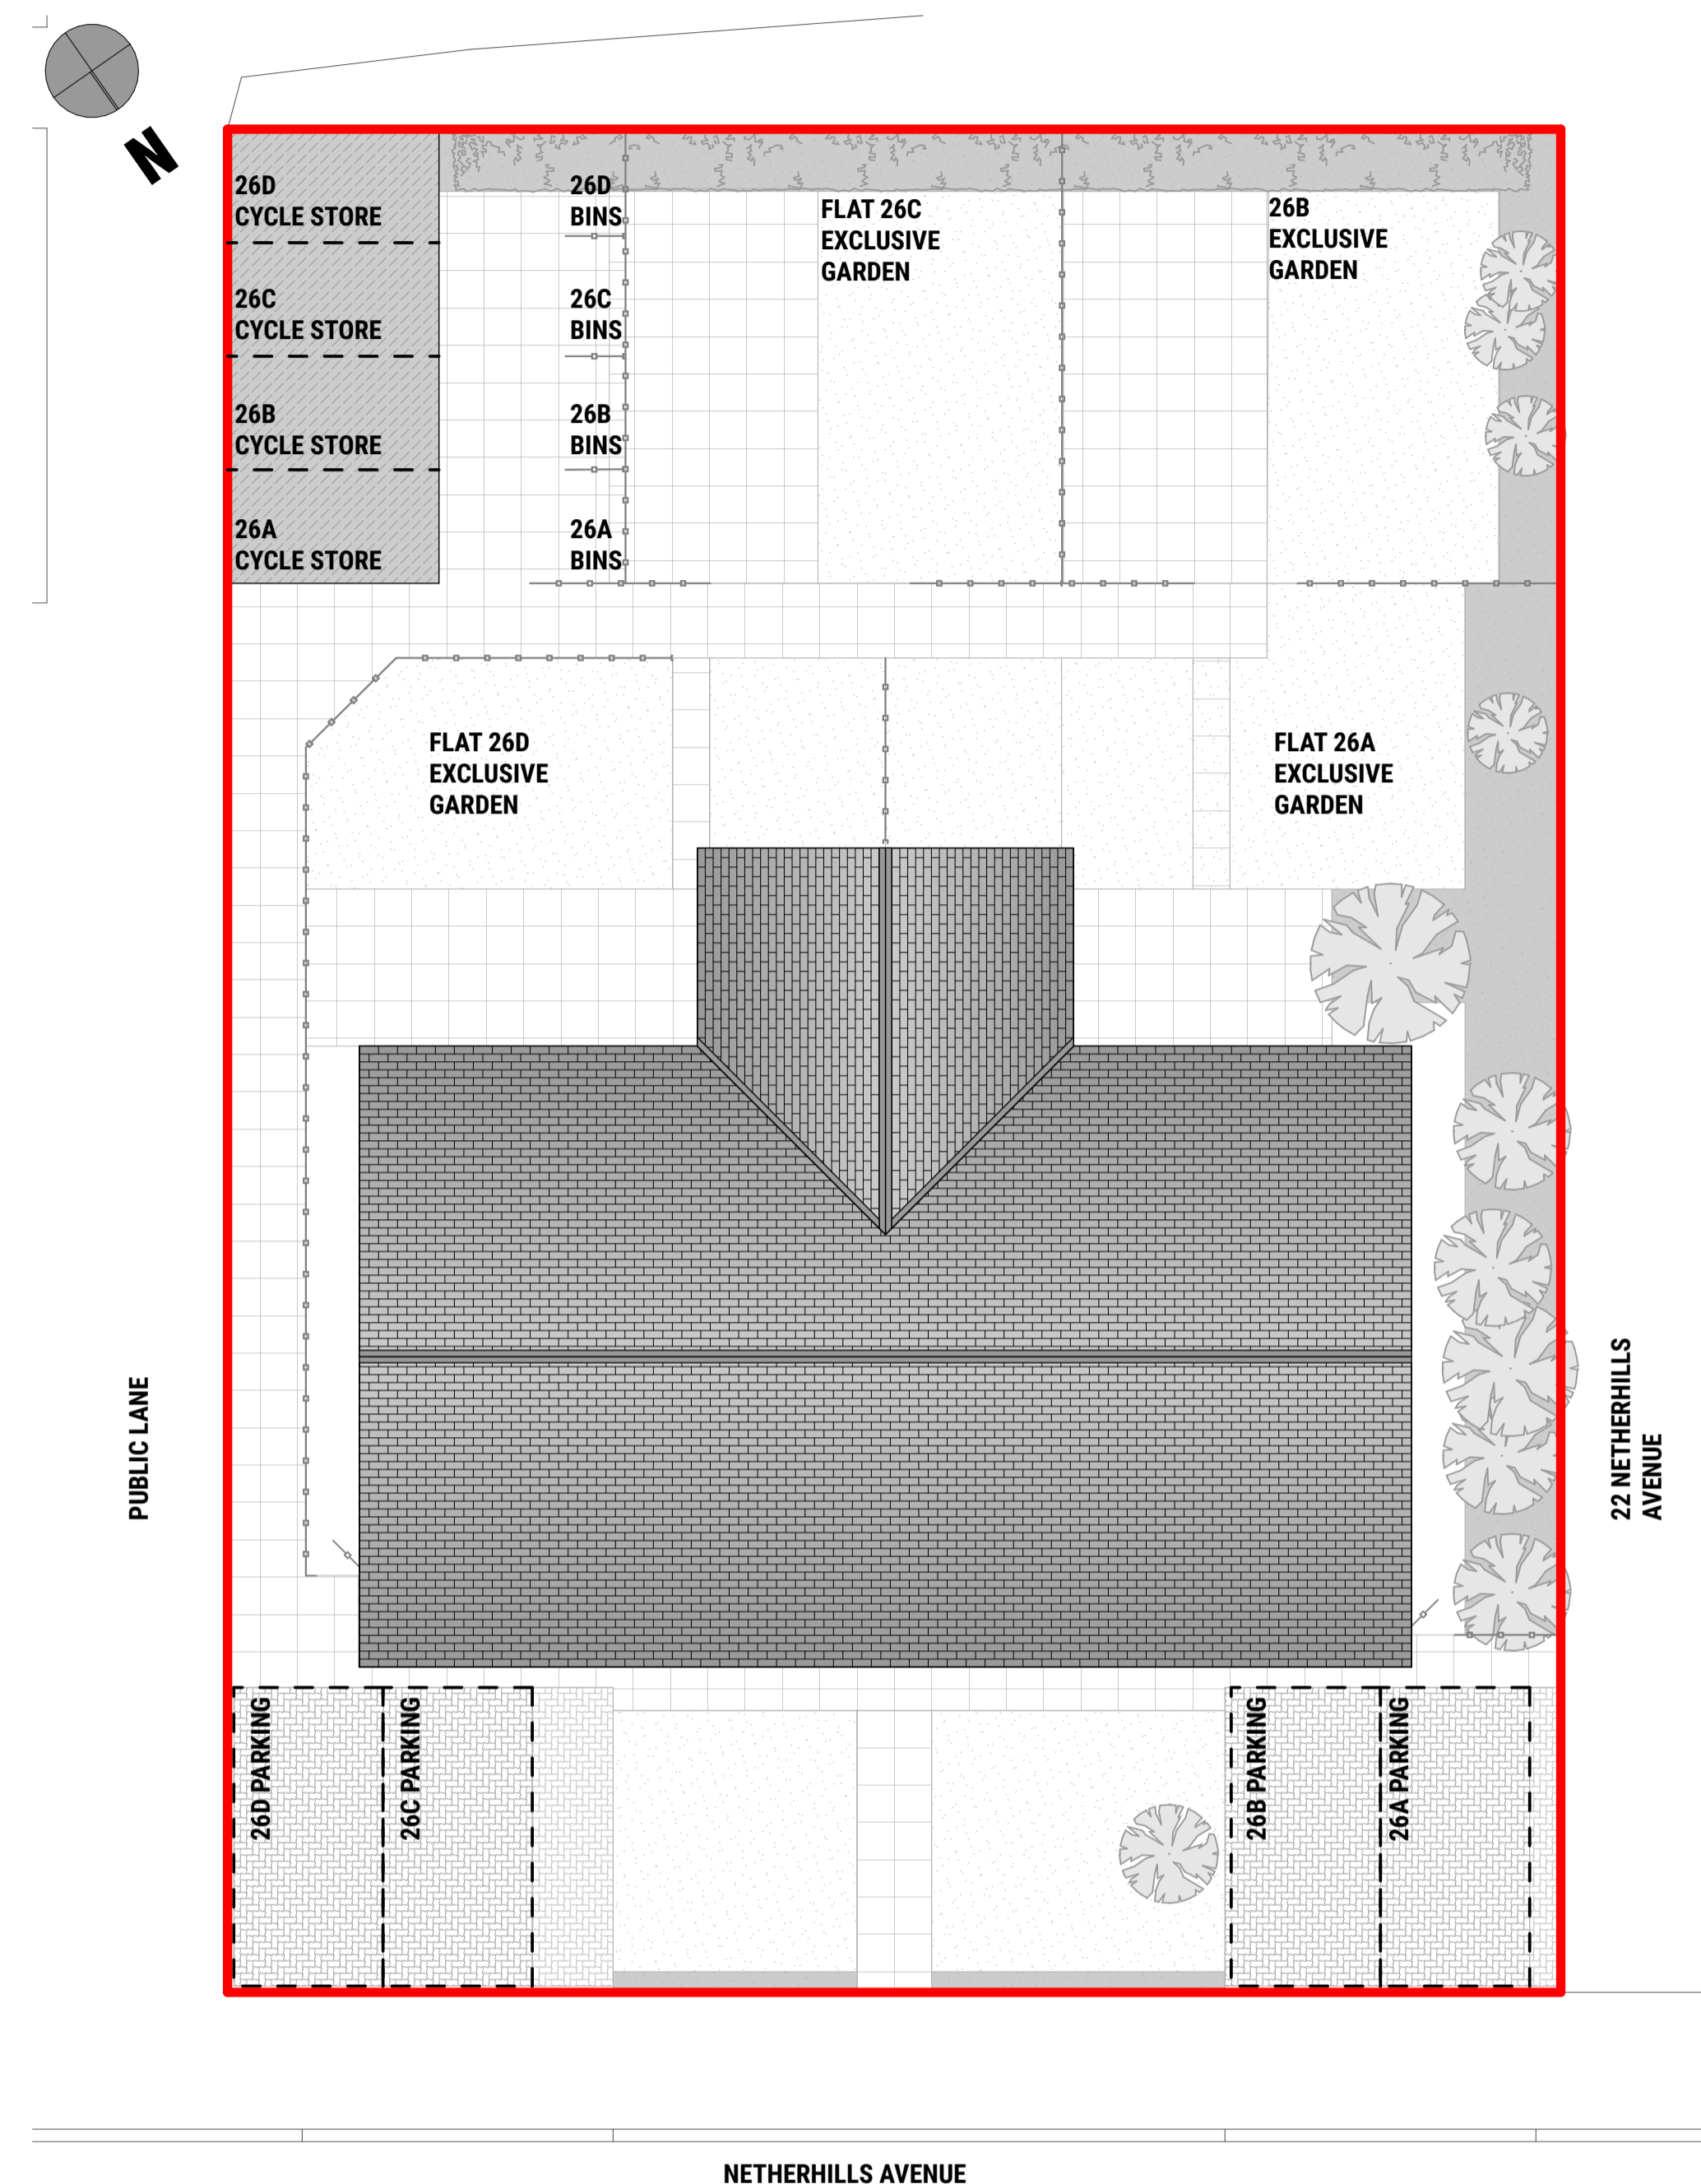 N
26D
CYCLE STORE
26D
BINS
FLAT 26C
EXCLUSIVE
GARDEN
26B
EXCLUSIVE
GARDEN
26C
CYCLE STORE
26C
BINS
26B
CYCLE STORE
26B
BINS
26A
CYCLE STORE
26A
BINS
FLAT 26D
EXCLUSIVE
GARDEN
FLAT 26A
EXCLUSIVE
GARDEN
PUBLIC LANE
22 NETHERHILLS
AVENUE
26D PARKING
26C PARKING
26B PARKING
26A PARKING
NETHERHILLS AVENUE